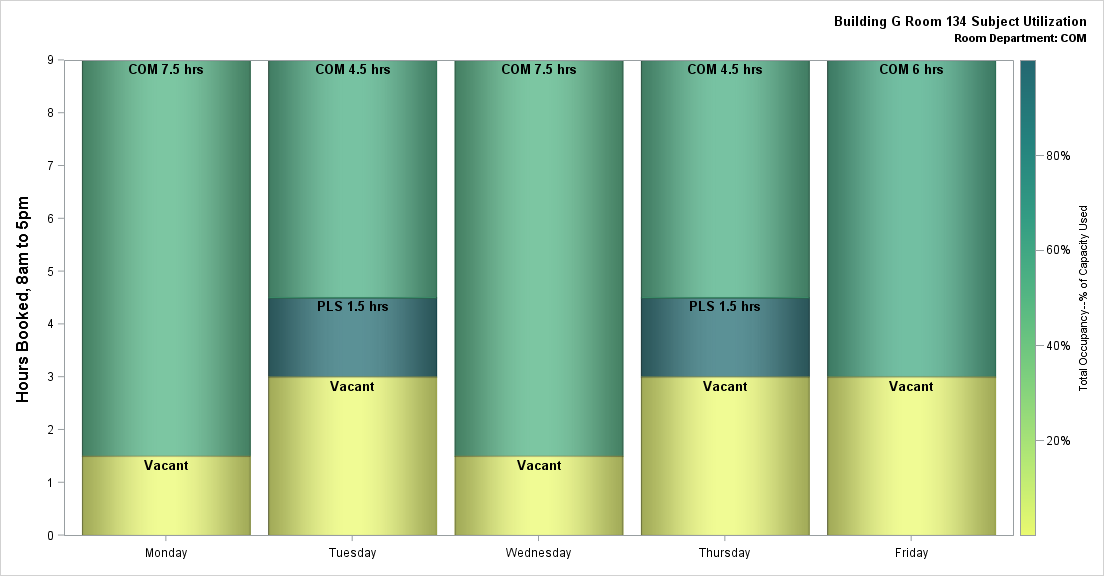 Building G Room 134 Subject Utilization
Room Department: COM
Hours Booked, 8am to 5pm
9
8
7
6
5
4
3
2
1
0
COM 7.5 hrs
Vacant
COM 4.5 hrs
PLS 1.5 hrs
Vacant
COM 7.5 hrs
Vacant
COM 4.5 hrs
PLS 1.5 hrs
Vacant
COM 6 hrs
Vacant
Monday
Tuesday
Wednesday
Thursday
Friday
80%
60%
40%
20%
Total Occupancy--% of Capacity Used